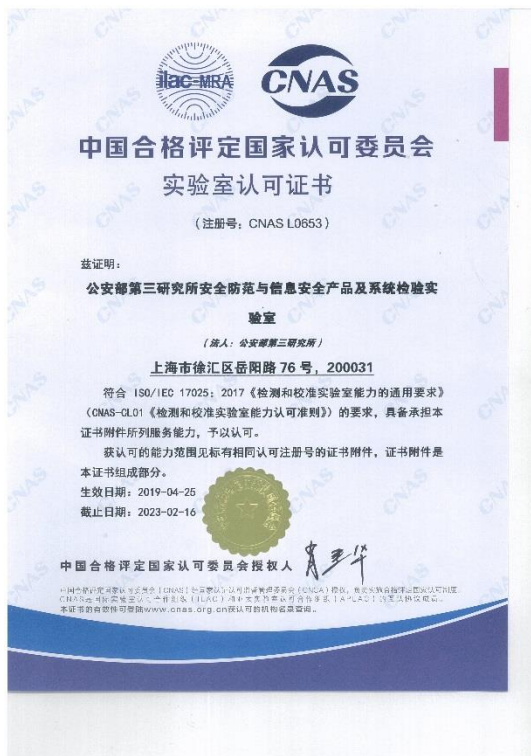 ilac-MRA
CNAS
中国合格评定国家认可委员会
实验室认可证书
（注册号：CNAS L0653）
兹证明：
公安部第三研究所安全防范与信息安全产品及系统检验实
验室
（法人：公安部第三研究所）
上海市徐汇区岳阳路 76 号，200031
符合 ISO/IEC 17025：2017《检测和校准实验室能力的通用要求》
（CNAS-CL01《检测和校准实验室能力认可准则》）的要求，具备承担本
证书附件所列服务能力，予以认可。
获认可的能力范围见标有相同认可注册号的证书附件，证书附件是
本证书组成部分。
生效日期：2019-04-25
截止日期：2023-02-16
中国合格评定国家认可委员会授权人
本证书的有效性可登陆www.cnas.org.cn获认可的机构名录查询。